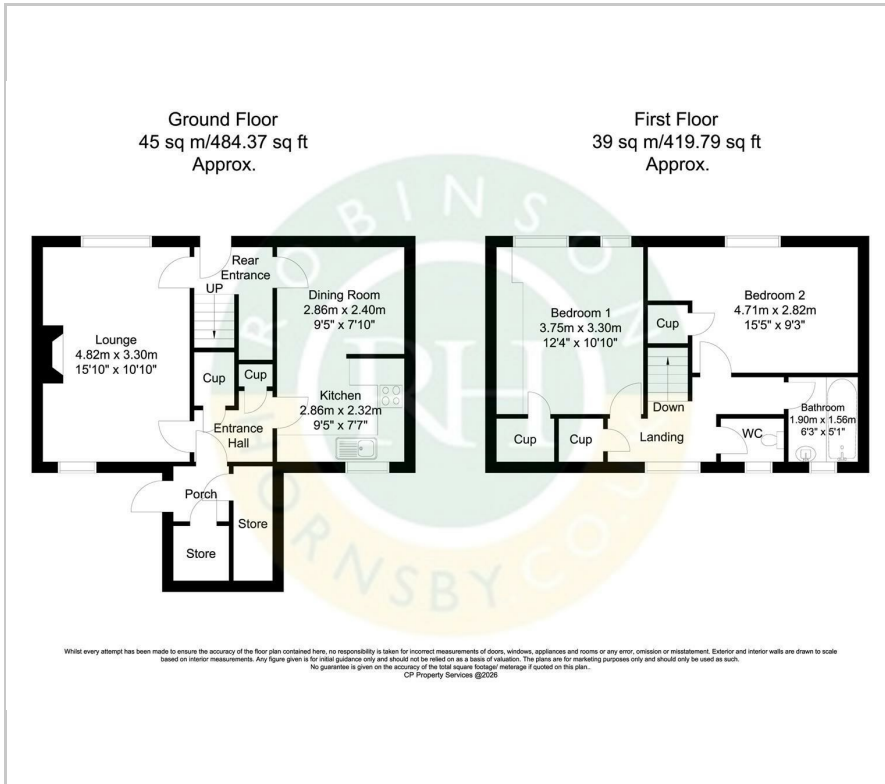 Ground Floor
45 sq m/484.37 sq ft
Approx.
First Floor
39 sq m/419.79 sq ft
Approx.
Rear
Entrance
UP
Dining Room
2.86m x 2.40m
9'5" x 7'10"
Lounge
4.82m x 3.30m
15'10" x 10'10"
Cup
Cup
Kitchen
2.86m x 2.32m
9'5" x 7'7"
Entrance
Hall
Porch
Store
Store
Bedroom 1
3.75m x 3.30m
12'4" x 10'10"
Bedroom 2
4.71m x 2.82m
15'5" x 9'3"
Cup
Down
Bathroom
1.90m x 1.56m
6'3" x 5'1"
Cup
Cup
Landing
WC
ROBINSON
RH
HORNSBY COUNTRY
Whilst every attempt has been made to ensure the accuracy of the floor plan contained here, no responsibility is taken for incorrect measurements of doors, windows, appliances and rooms or any error, omission or misstatement. Exterior and interior walls are drawn to scale
based on interior measurements. Any figure given is for initial guidance only and should not be relied on as a basis of valuation. The plans are for marketing purposes only and should only be used as such.
No guarantee is given on the accuracy of the total square footage/ meterage if quoted on this plan..
CP Property Services @2026